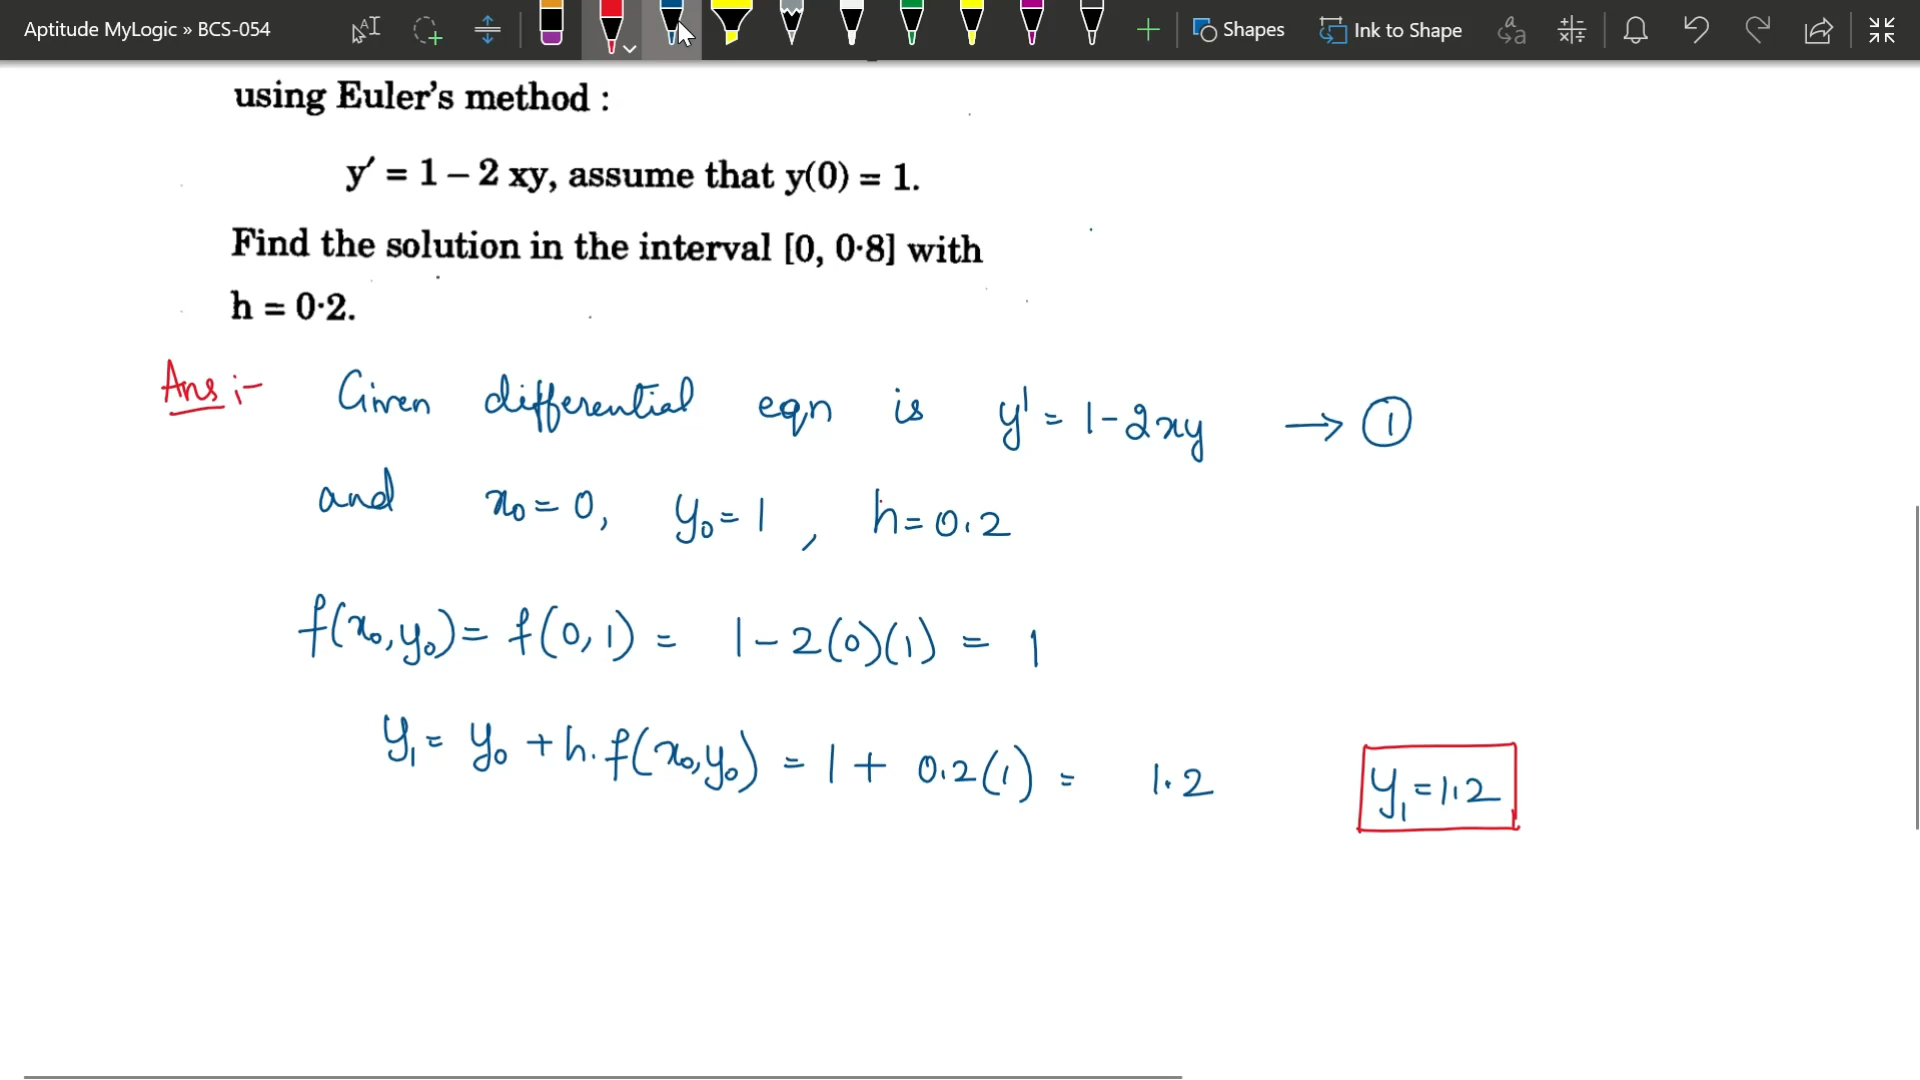 Aptitude MyLogic » BCS-054
Shapes
Ink to Shape
using Euler's method :
y′ = 1 – 2 xy, assume that y(0) = 1.
Find the solution in the interval [0, 0·8] with
h = 0·2.
Ans :- Given differential eqn is y' = 1-2xy → ①
and x₀ = 0, y₀ = 1 , h = 0.2
f(x₀,y₀) = f(0,1) = 1-2(0)(1) = 1
y₁ = y₀ + h.f(x₀,y₀) = 1 + 0.2(1) = 1.2 y₁ = 1.2